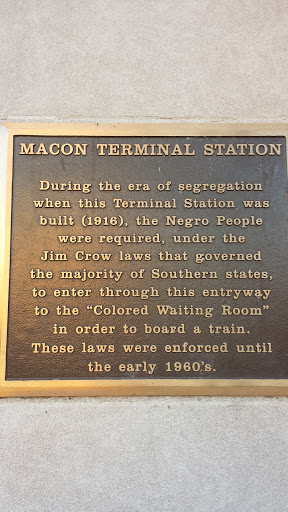 MACON TERMINAL STATION
During the era of segregation
when this Terminal Station was
built (1916), the Negro People
were required, under the
Jim Crow laws that governed
the majority of Southern states,
to enter through this entryway
to the “Colored Waiting Room”
in order to board a train.
These laws were enforced until
the early 1960's.